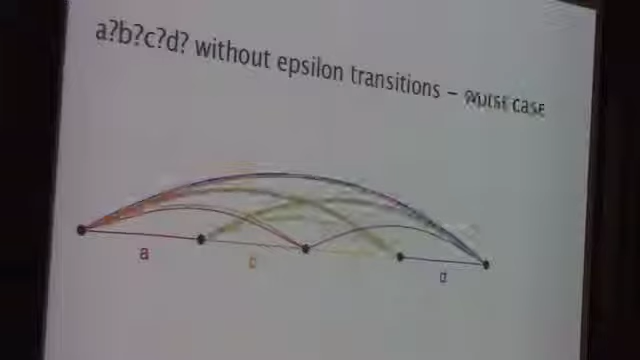 a?b?c?d? without epsilon transitions – worst case
a
d